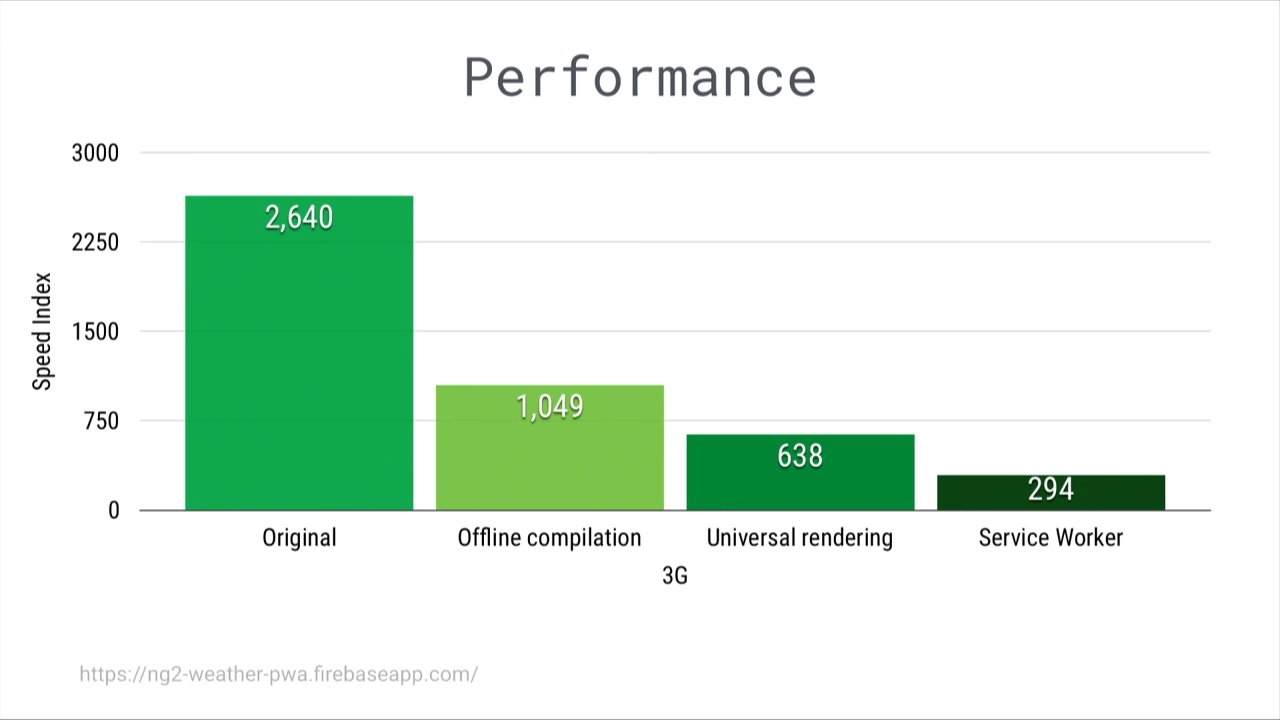 Performance
3000
2250
1500
750
0
Speed Index
2,640
1,049
638
294
Original
Offline compilation
Universal rendering
Service Worker
3G
https://ng2-weather-pwa.firebaseapp.com/